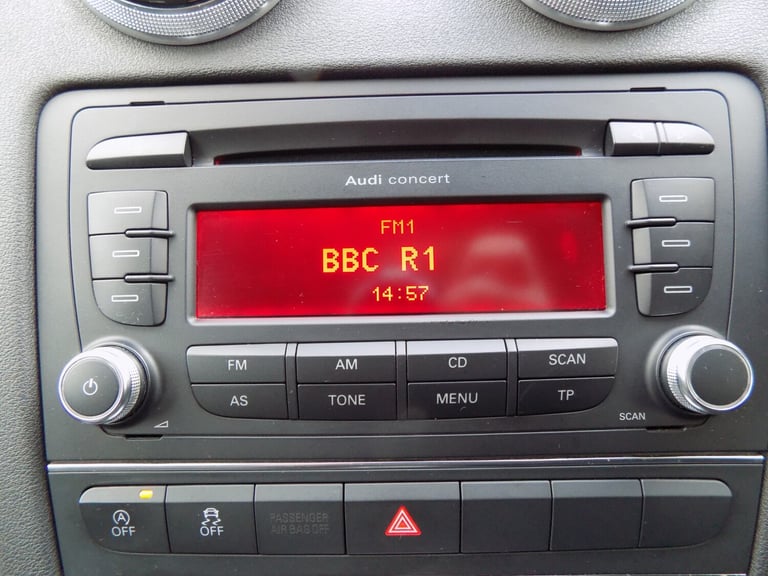 Audi concert
FM1
BBC R1
14:57
FM AM CD SCAN
AS TONE MENU TP
SCAN
A OFF
OFF
PASSENGER
AIR BAG OFF